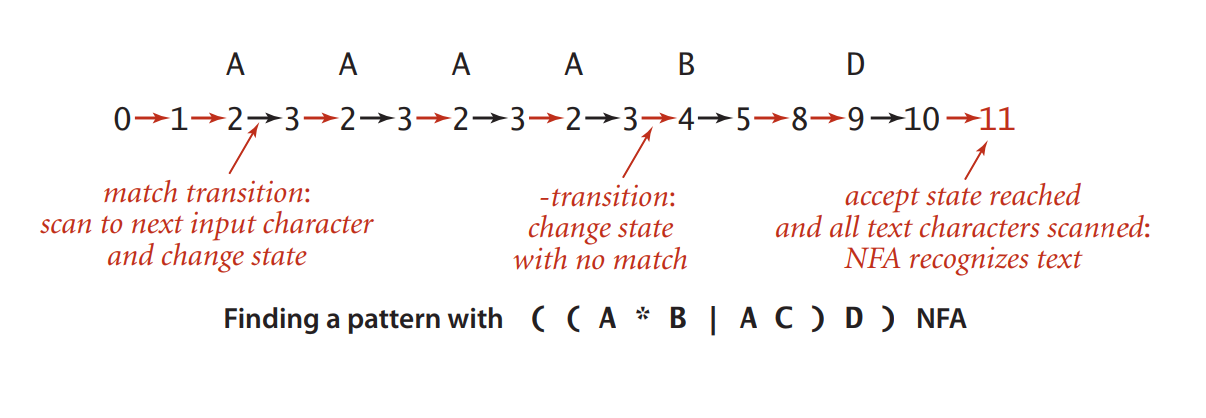 A A A A B D
0 1 2 3 2 3 2 3 2 3 4 5 8 9 10 11
match transition:
scan to next input character
and change state
-transition:
change state
with no match
accept state reached
and all text characters scanned:
NFA recognizes text
Finding a pattern with ( ( A * B | A C ) D ) NFA